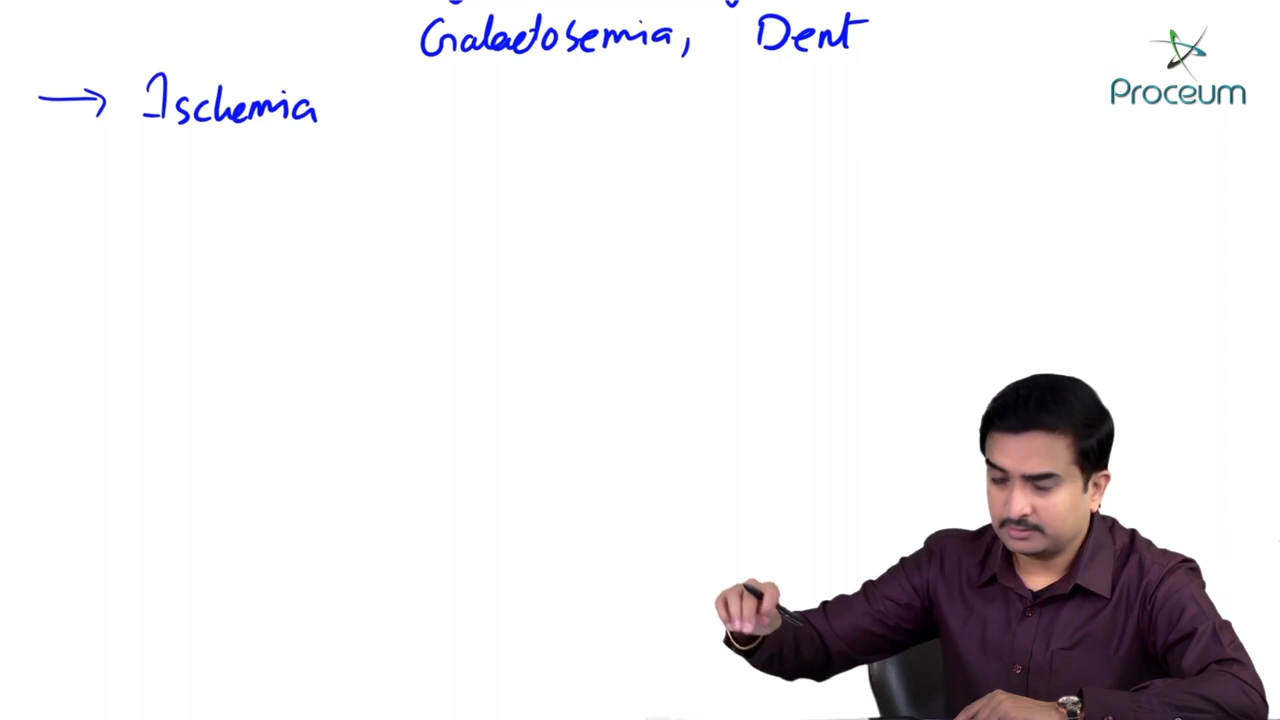 Galactosemia, Dent
→ Ischemia
Proceum